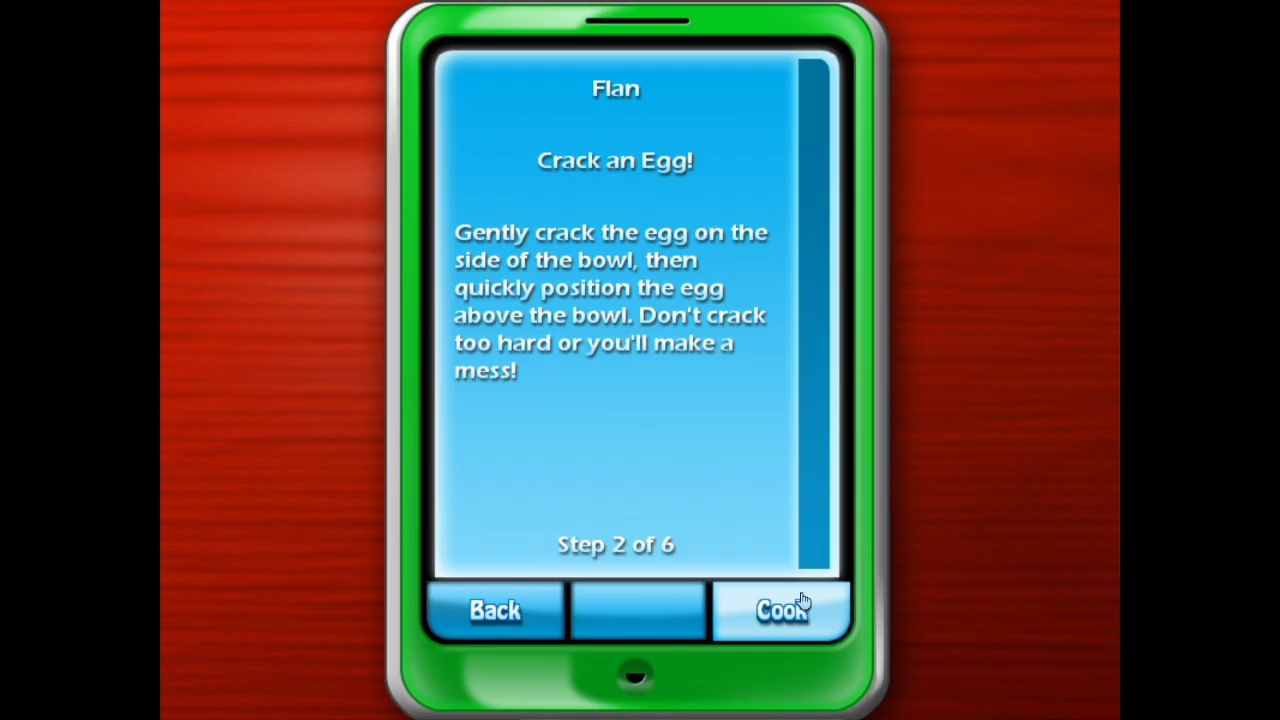 Flan
Crack an Egg!
Gently crack the egg on the
side of the bowl, then
quickly position the egg
above the bowl. Don't crack
too hard or you'll make a
mess!
Step 2 of 6
Back
Cook